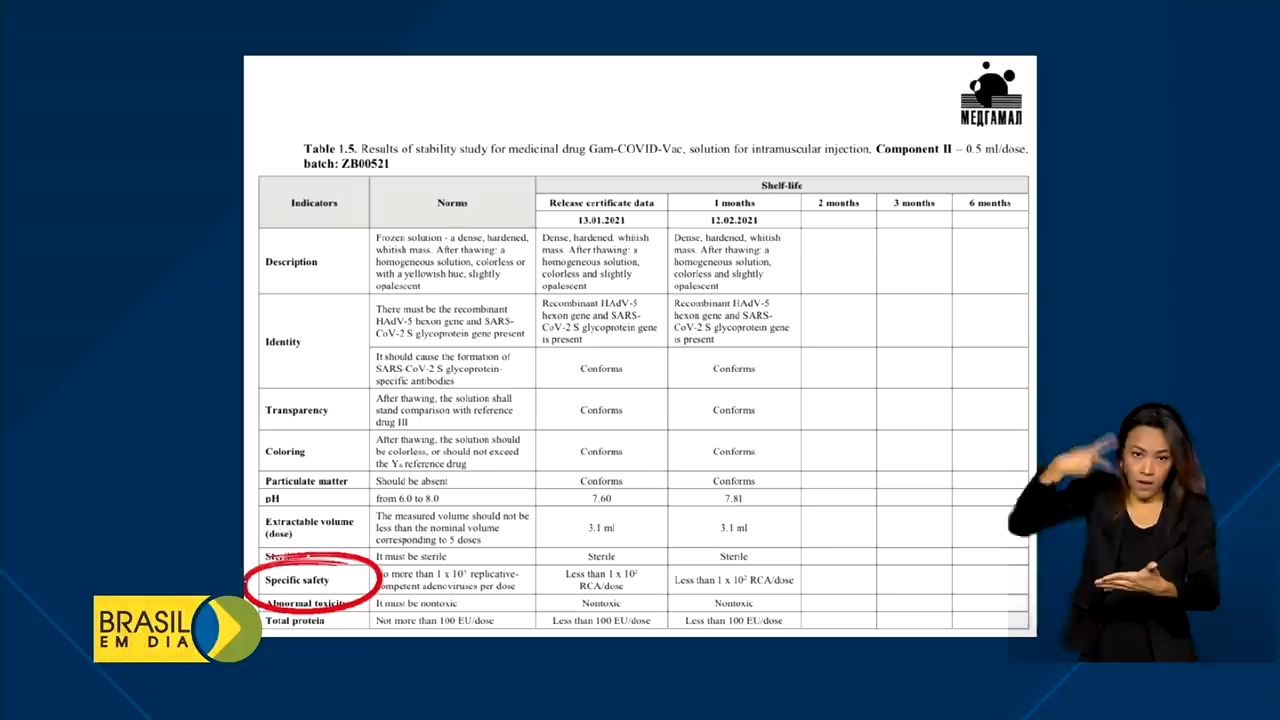 МЕДГАМАЛ
Table 1.5. Results of stability study for medicinal drug Gam-COVID-Vac, solution for intramuscular injection, Component II – 0.5 ml/dose,
batch: ZB00521
Indicators
Norms
Shelf-life
Release certificate data
1 months
2 months
3 months
6 months
13.01.2021
12.02.2021
Description
Frozen solution - a dense, hardened,
whitish mass. After thawing: a
homogeneous solution, colorless or
with a yellowish hue, slightly
opalescent
Dense, hardened, whitish
mass. After thawing: a
homogeneous solution,
colorless and slightly
opalescent
Dense, hardened, whitish
mass. After thawing: a
homogeneous solution,
colorless and slightly
opalescent
Identity
There must be the recombinant
HAdV-5 hexon gene and SARS-
CoV-2 S glycoprotein gene present
Recombinant HAdV-5
hexon gene and SARS-
CoV-2 S glycoprotein gene
is present
Recombinant HAdV-5
hexon gene and SARS-
CoV-2 S glycoprotein gene
is present
It should cause the formation of
SARS-CoV-2 S glycoprotein-
specific antibodies
Conforms
Conforms
Transparency
After thawing, the solution shall
stand comparison with reference
drug III
Conforms
Conforms
Coloring
After thawing, the solution should
be colorless, or should not exceed
the Y₆ reference drug
Conforms
Conforms
Particulate matter
Should be absent
Conforms
Conforms
pH
from 6.0 to 8.0
7.60
7.81
Extractable volume
(dose)
The measured volume should not be
less than the nominal volume
corresponding to 5 doses
3.1 ml
3.1 ml
It must be sterile
Sterile
Sterile
Specific safety
more than 1 x 10³ replicative-
competent adenoviruses per dose
Less than 1 x 10²
RCA/dose
Less than 1 x 10² RCA/dose
Abnormal toxicity
It must be nontoxic
Nontoxic
Nontoxic
Total protein
Not more than 100 EU/dose
Less than 100 EU/dose
Less than 100 EU/dose
BRASIL
EM DIA